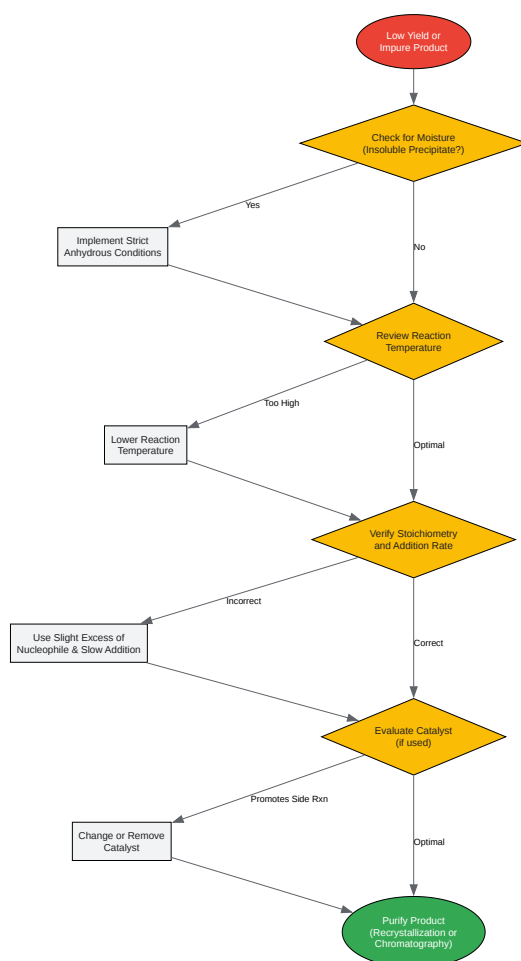 Low Yield or
Impure Product
Check for Moisture
(Insoluble Precipitate?)
Yes
No
Implement Strict
Anhydrous Conditions
Review Reaction
Temperature
Too High
Optimal
Lower Reaction
Temperature
Verify Stoichiometry
and Addition Rate
Incorrect
Correct
Use Slight Excess of
Nucleophile & Slow Addition
Evaluate Catalyst
(if used)
Promotes Side Rxn
Optimal
Change or Remove
Catalyst
Purify Product
(Recrystallization or
Chromatography)